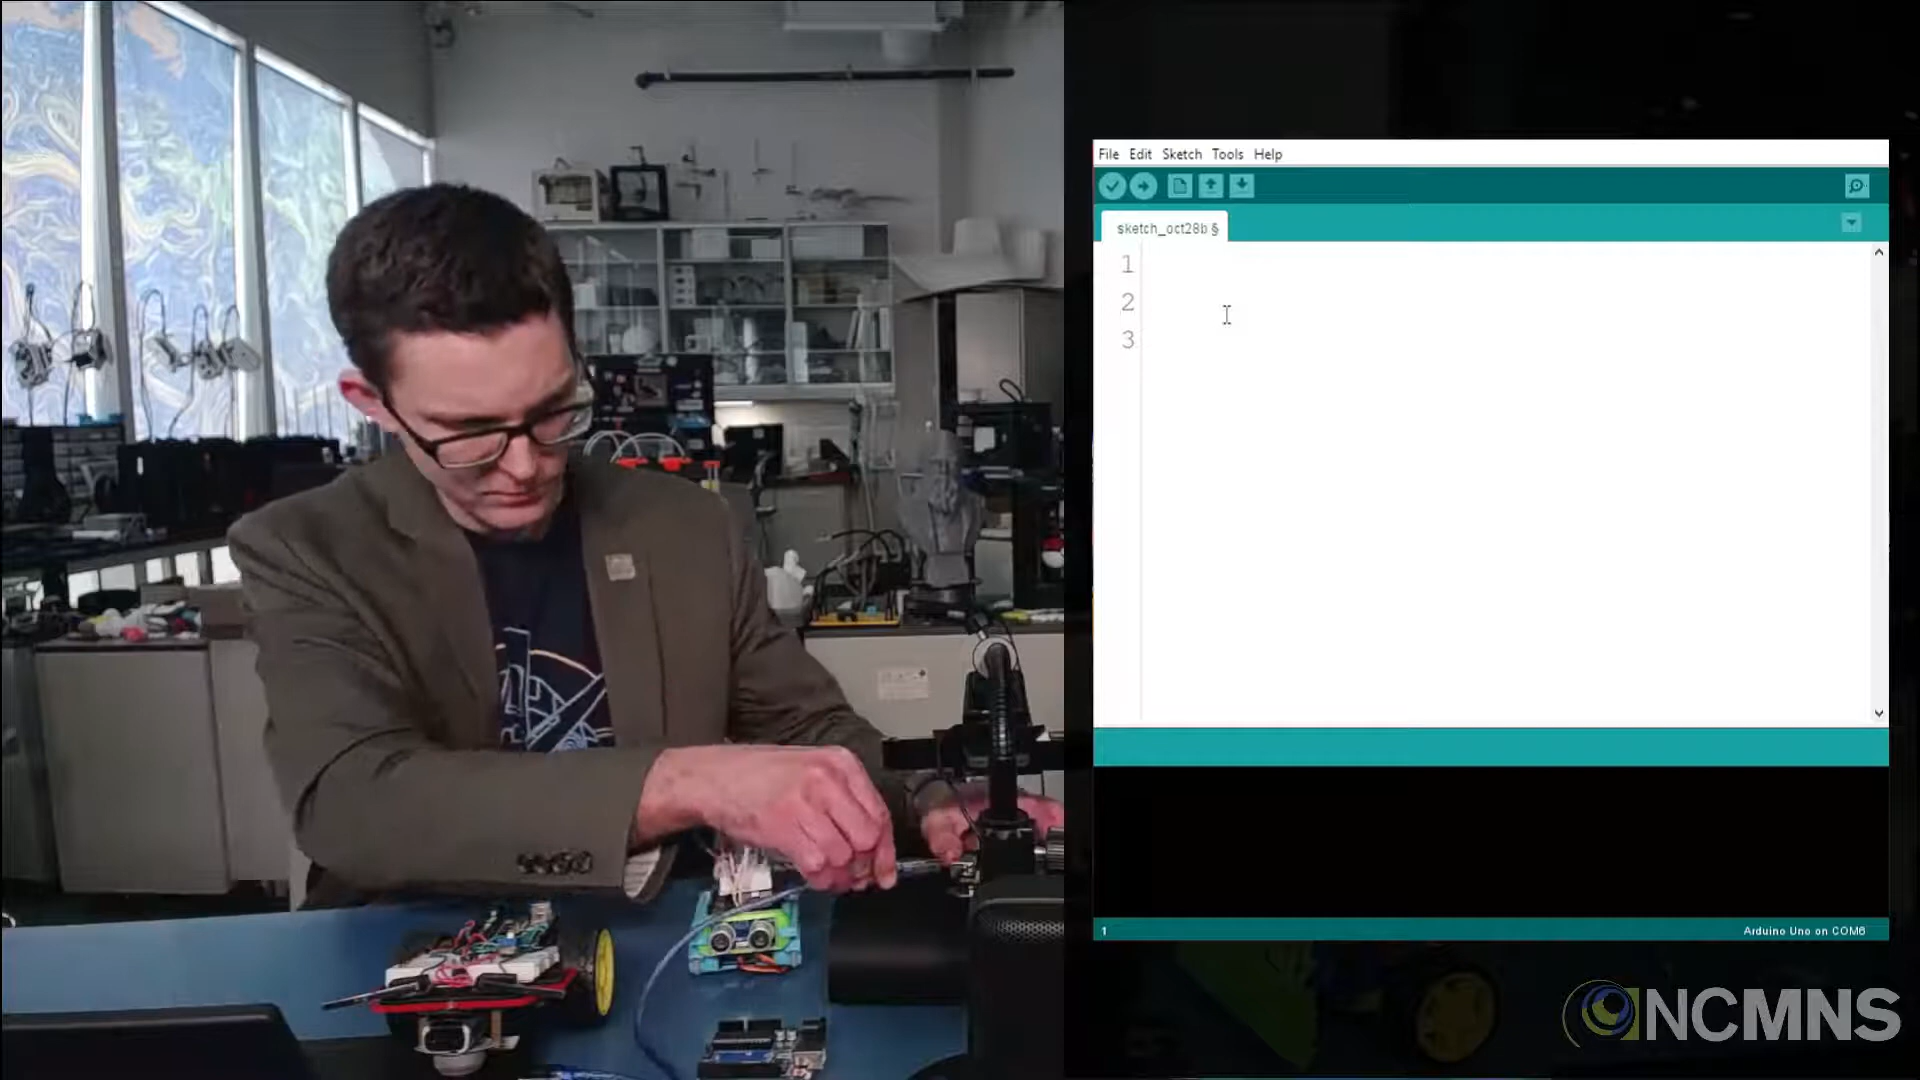 File Edit Sketch Tools Help
sketch_oct28b §
1
2
3
1
Arduino Uno on COM6
NCMNS